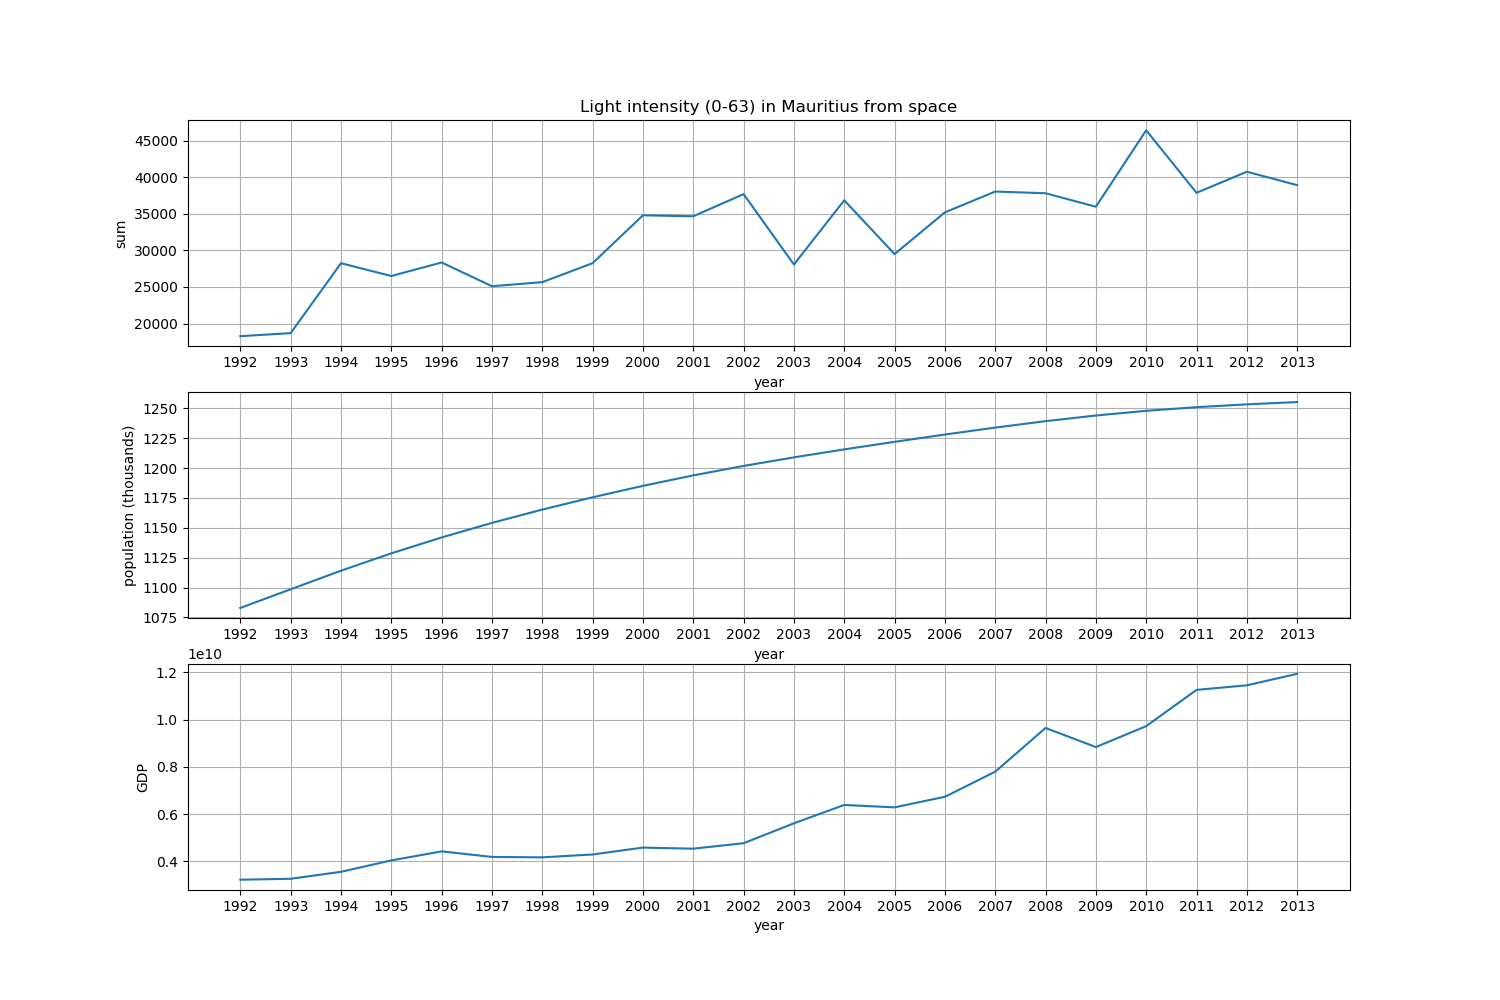 Light intensity (0-63) in Mauritius from space
45000
40000
35000
30000
25000
20000
sum
1992 1993 1994 1995 1996 1997 1998 1999 2000 2001 2002 2003 2004 2005 2006 2007 2008 2009 2010 2011 2012 2013
year
1250
1225
1200
1175
1150
1125
1100
1075
population (thousands)
1992 1993 1994 1995 1996 1997 1998 1999 2000 2001 2002 2003 2004 2005 2006 2007 2008 2009 2010 2011 2012 2013
year
1e10
1.2
1.0
0.8
0.6
0.4
GDP
1992 1993 1994 1995 1996 1997 1998 1999 2000 2001 2002 2003 2004 2005 2006 2007 2008 2009 2010 2011 2012 2013
year